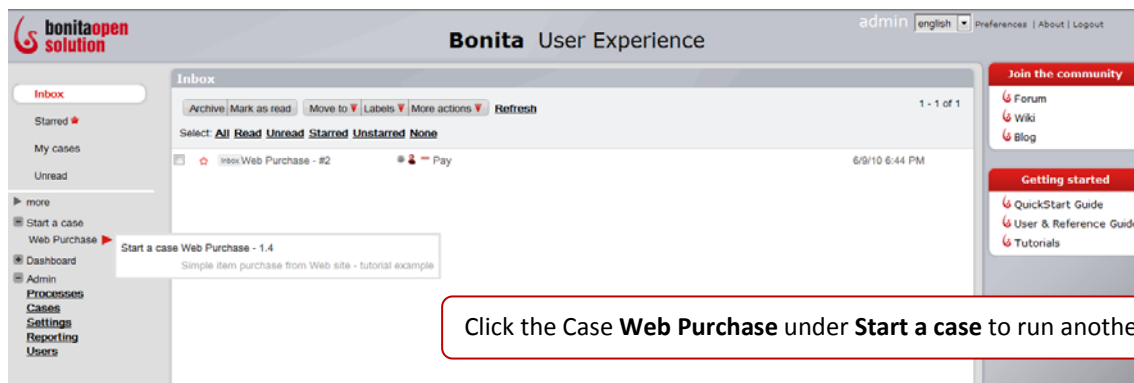 bonitaopen
solution
Bonita User Experience
admin english Preferences | About | Logout
Inbox
Starred
My cases
Unread
more
Start a case
Web Purchase
Dashboard
Admin
Processes
Cases
Settings
Reporting
Users
Inbox
Archive Mark as read Move to Labels More actions Refresh
1 - 1 of 1
Select: All Read Unread Starred Unstarred None
Inbox Web Purchase - #2 Pay 6/9/10 6:44 PM
Start a case Web Purchase - 1.4
Simple item purchase from Web site - tutorial example
Join the community
Forum
Wiki
Blog
Getting started
QuickStart Guide
User & Reference Guide
Tutorials
Click the Case Web Purchase under Start a case to run anothe